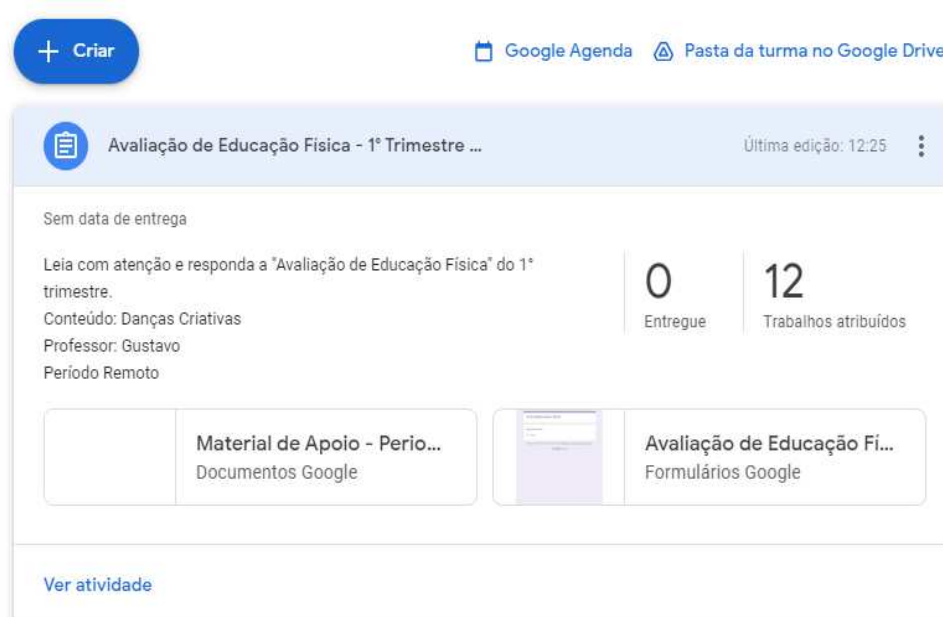 Criar
Google Agenda
Pasta da turma no Google Drive
Avaliação de Educação Física - 1° Trimestre ...
Última edição: 12:25
Sem data de entrega
Leia com atenção e responda a "Avaliação de Educação Física" do 1°
trimestre.
Conteúdo: Danças Criativas
Professor: Gustavo
Período Remoto
0
Entregue
12
Trabalhos atribuídos
Material de Apoio - Perio...
Documentos Google
Avaliação de Educação Fí...
Formulários Google
Ver atividade